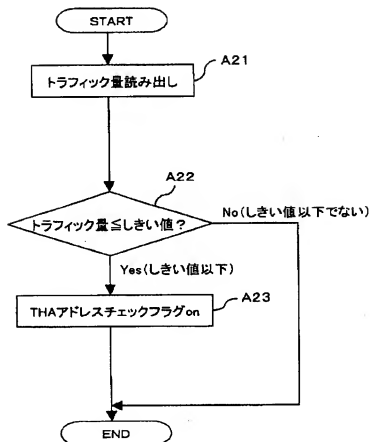 START
トラフィック量読み出し
A21
トラフィック量≦しきい値？
A22
No(しきい値以下でない)
Yes(しきい値以下)
THAアドレスチェックフラグon
A23
END